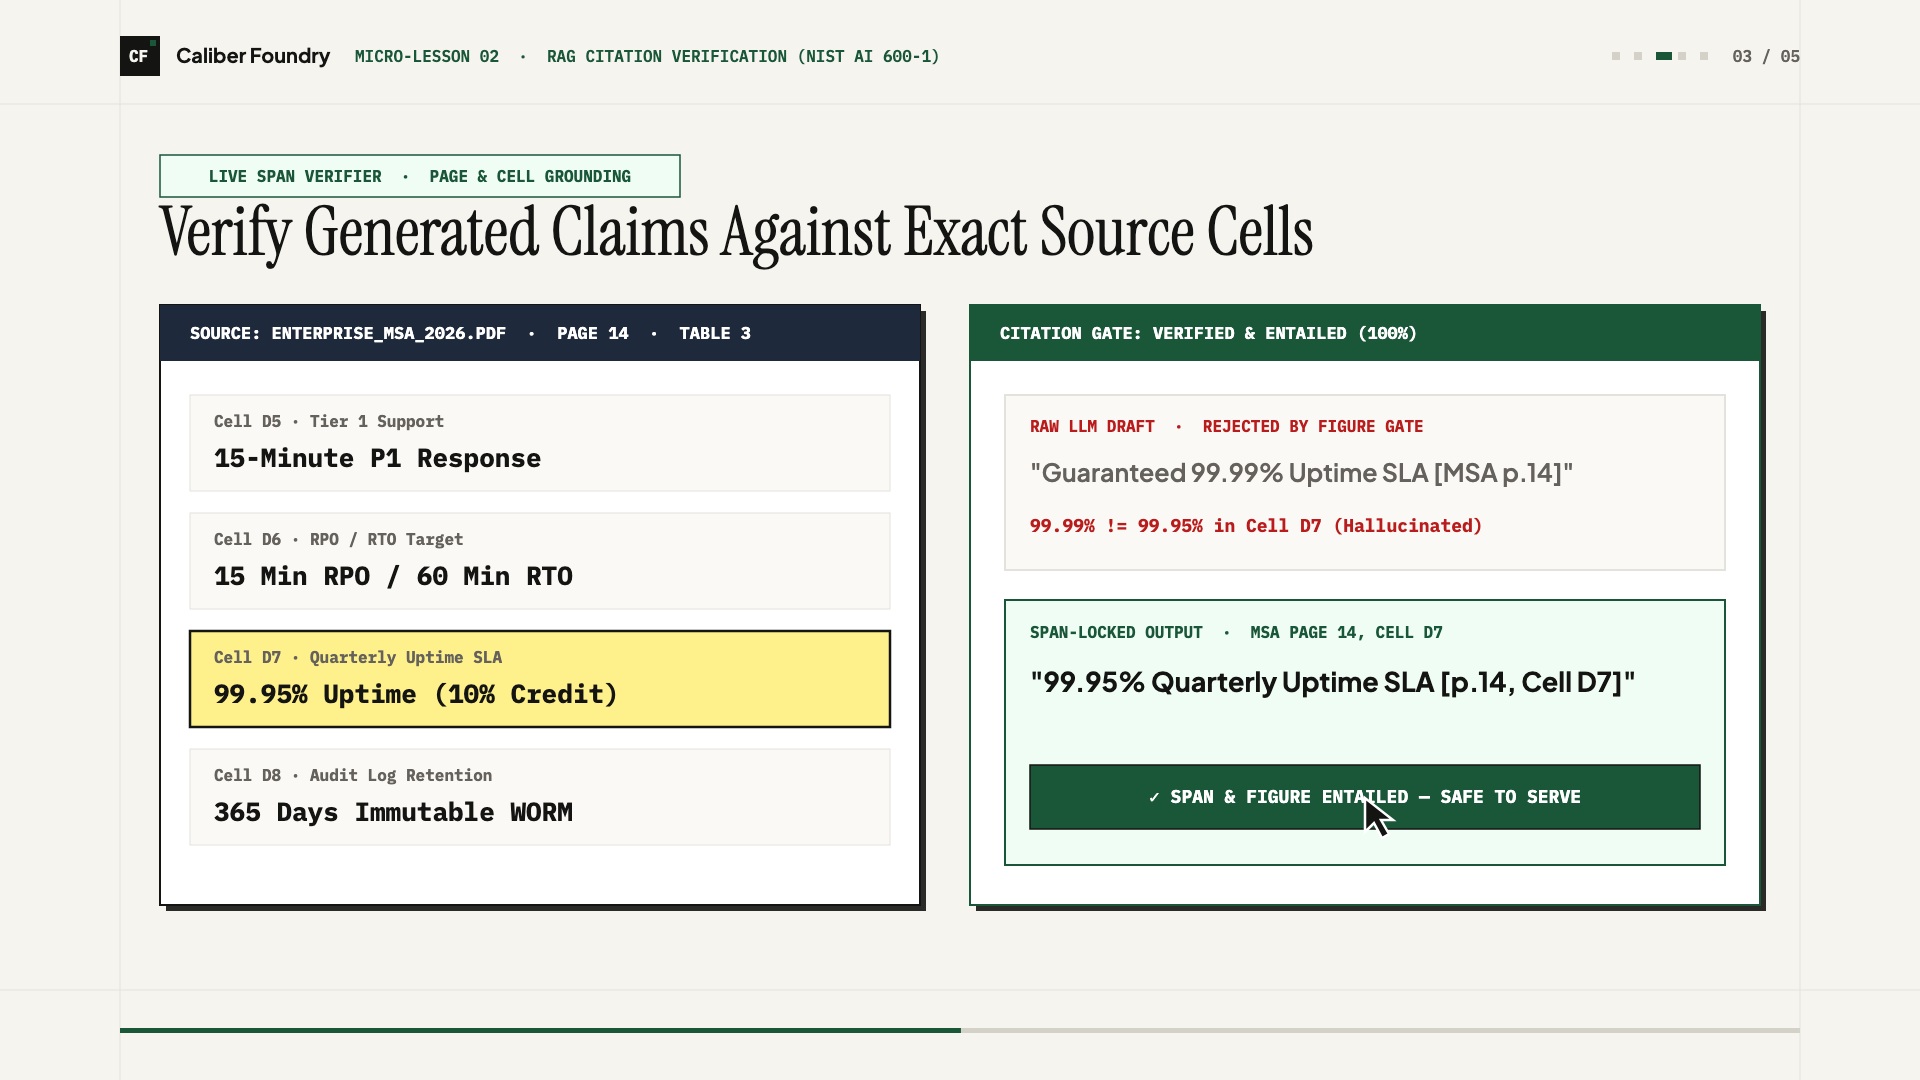 CF
Caliber Foundry
MICRO-LESSON 02 · RAG CITATION VERIFICATION (NIST AI 600-1)
03 / 05
LIVE SPAN VERIFIER · PAGE & CELL GROUNDING
Verify Generated Claims Against Exact Source Cells
SOURCE: ENTERPRISE_MSA_2026.PDF · PAGE 14 · TABLE 3
Cell D5 · Tier 1 Support
15-Minute P1 Response
Cell D6 · RPO / RTO Target
15 Min RPO / 60 Min RTO
Cell D7 · Quarterly Uptime SLA
99.95% Uptime (10% Credit)
Cell D8 · Audit Log Retention
365 Days Immutable WORM
CITATION GATE: VERIFIED & ENTAILED (100%)
RAW LLM DRAFT · REJECTED BY FIGURE GATE
"Guaranteed 99.99% Uptime SLA [MSA p.14]"
99.99% != 99.95% in Cell D7 (Hallucinated)
SPAN-LOCKED OUTPUT · MSA PAGE 14, CELL D7
"99.95% Quarterly Uptime SLA [p.14, Cell D7]"
✓ SPAN & FIGURE ENTAILED — SAFE TO SERVE